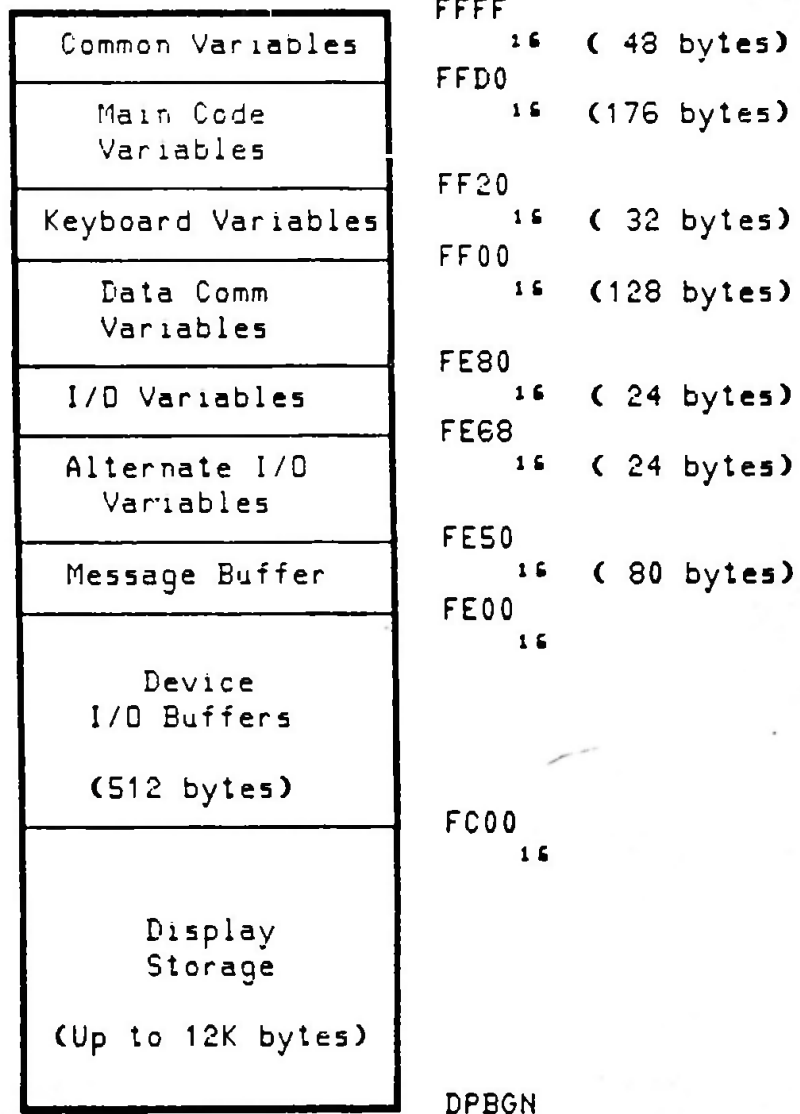 FFFF
Common Variables 16 ( 48 bytes)
FFD0
Main Code 16 (176 bytes)
Variables
FF20
Keyboard Variables 16 ( 32 bytes)
FF00
Data Comm 16 (128 bytes)
Variables
FE80
I/O Variables 16 ( 24 bytes)
FE68
Alternate I/O 16 ( 24 bytes)
Variables
FE50
Message Buffer 16 ( 80 bytes)
FE00
16
Device
I/O Buffers
(512 bytes)
FC00
16
Display
Storage
(Up to 12K bytes)
DPBGN